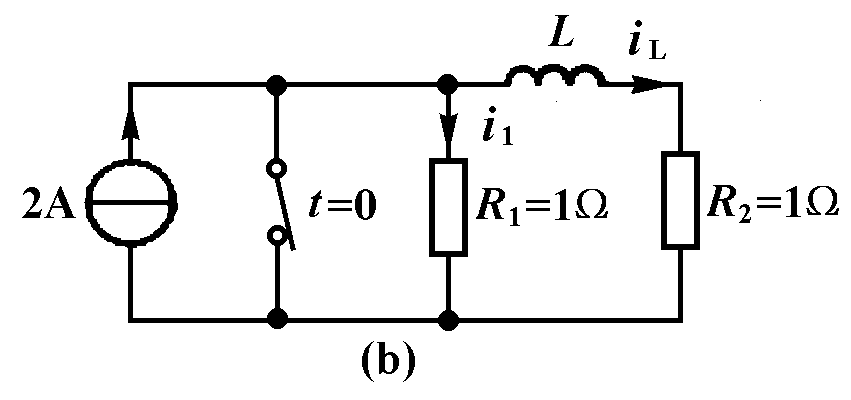 L
i_L
i_1
2A
t=0
R_1=1Ω
R_2=1Ω
(b)